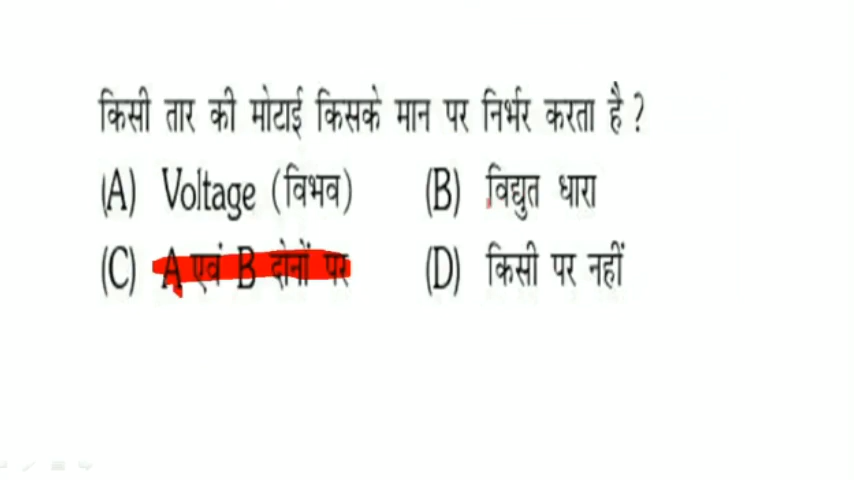 किसी तार की मोटाई किसके मान पर निर्भर करता है ?
(A) Voltage (विभव) (B) विद्युत धारा
(C) A एवं B दोनों पर (D) किसी पर नहीं